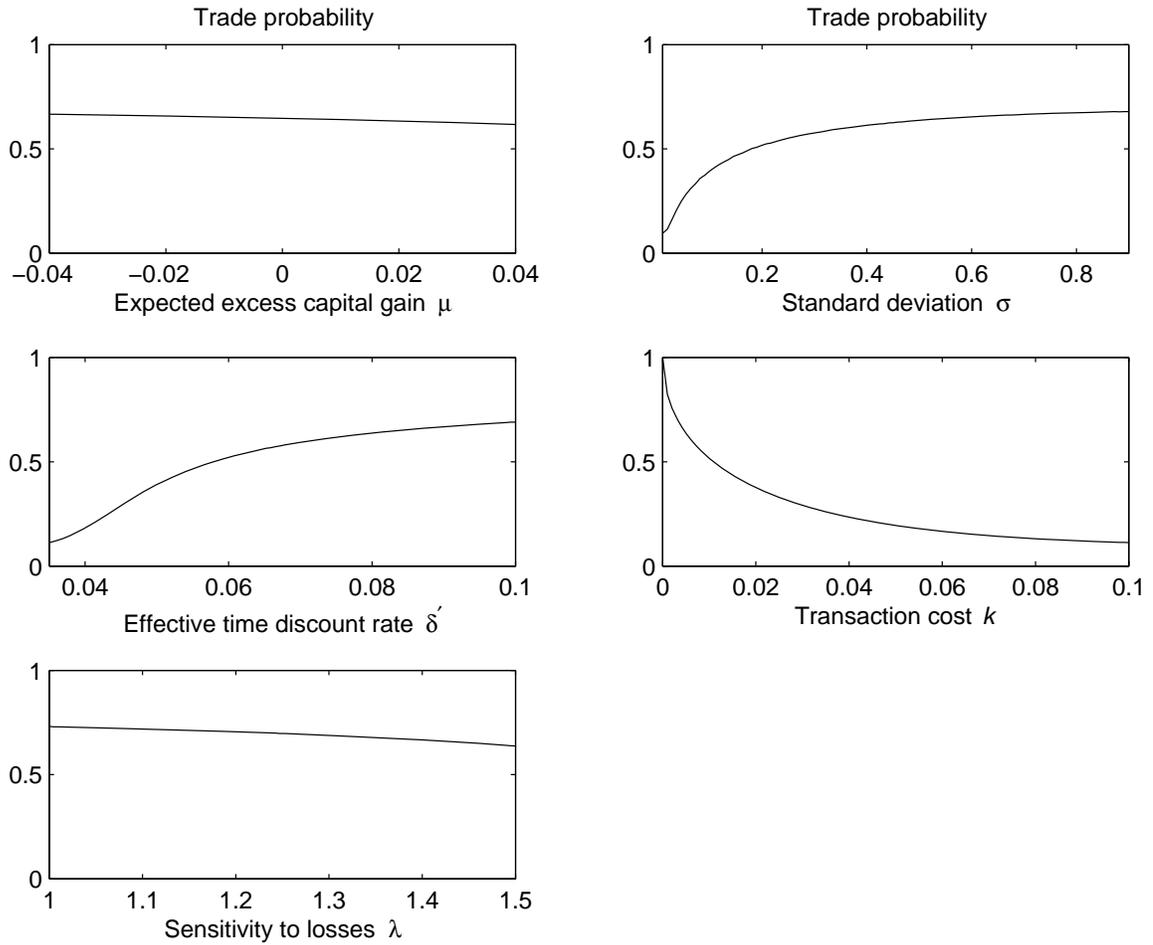 Trade probability
Trade probability
1
0.5
0
−0.04 −0.02 0 0.02 0.04
Expected excess capital gain μ
1
0.5
0
0.2 0.4 0.6 0.8
Standard deviation σ
1
0.5
0
0.04 0.06 0.08 0.1
Effective time discount rate δ′
1
0.5
0
0 0.02 0.04 0.06 0.08 0.1
Transaction cost k
1
0.5
0
1 1.1 1.2 1.3 1.4 1.5
Sensitivity to losses λ